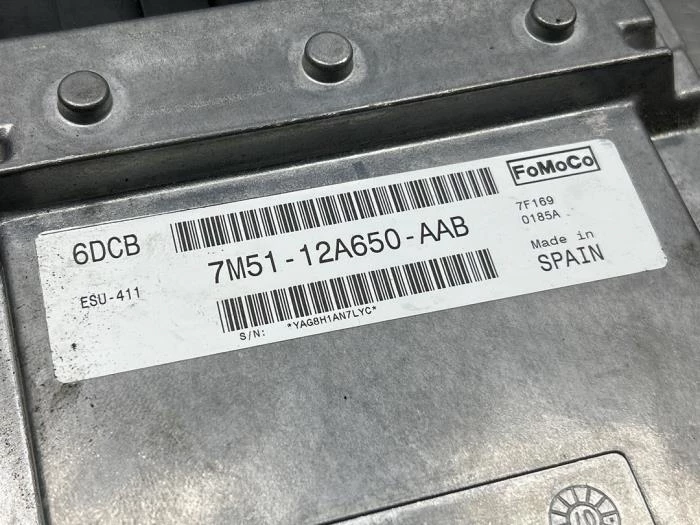 FoMoCo
6DCB
7M51-12A650-AAB
7F169
0185A
ESU-411
Made in
SPAIN
S/N: *YAG8H1AN7LYC*